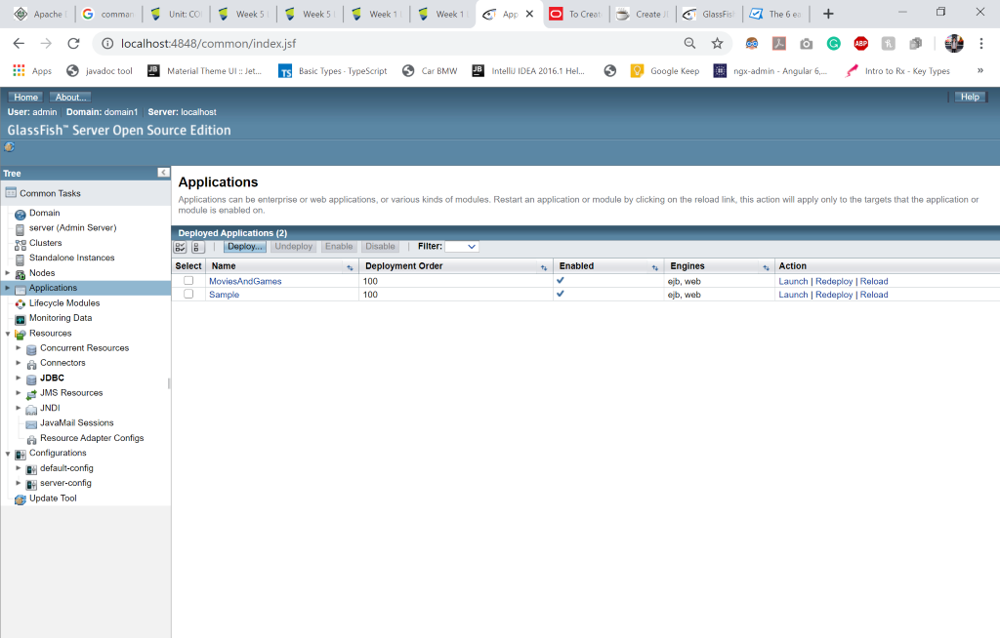 Apache
comman
Unit: CO
Week 5
Week 5
Week 1
Week 1
App
To Creat
Create J
GlassFis
The 6 ea
localhost:4848/common/index.jsf
ABP
Apps
javadoc tool
JB
Material Theme UI :: Jet...
TS
Basic Types - TypeScript
Car BMW
JB
IntelliJ IDEA 2016.1 Hel...
Google Keep
ngx-admin - Angular 6,...
Intro to Rx - Key Types
»
Home
About...
Help
User: admin Domain: domain1 Server: localhost
GlassFish™ Server Open Source Edition
Tree
Common Tasks
Domain
server (Admin Server)
Clusters
Standalone Instances
Nodes
Applications
Lifecycle Modules
Monitoring Data
Resources
Concurrent Resources
Connectors
JDBC
JMS Resources
JNDI
JavaMail Sessions
Resource Adapter Configs
Configurations
default-config
server-config
Update Tool
Applications
Applications can be enterprise or web applications, or various kinds of modules. Restart an application or module by clicking on the reload link, this action will apply only to the targets that the application or
module is enabled on.
Deployed Applications (2)
Deploy... Undeploy Enable Disable Filter:
Select Name Deployment Order Enabled Engines Action
MoviesAndGames 100 ejb, web Launch | Redeploy | Reload
Sample 100 ejb, web Launch | Redeploy | Reload